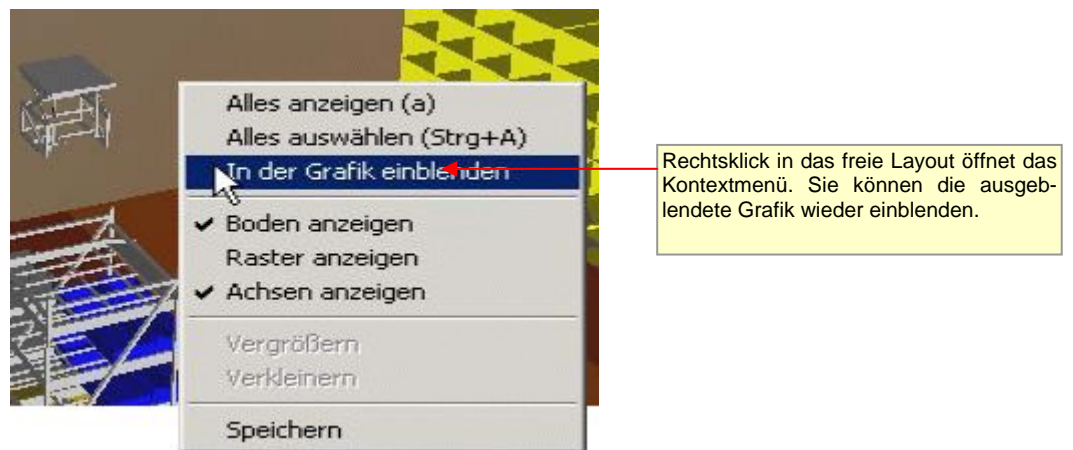 Alles anzeigen (a)
Alles auswählen (Strg+A)
In der Grafik einblenden
Boden anzeigen
Raster anzeigen
Achsen anzeigen
Vergrößern
Verkleinern
Speichern
Rechtsklick in das freie Layout öffnet das
Kontextmenü. Sie können die ausgeb-
lendete Grafik wieder einblenden.